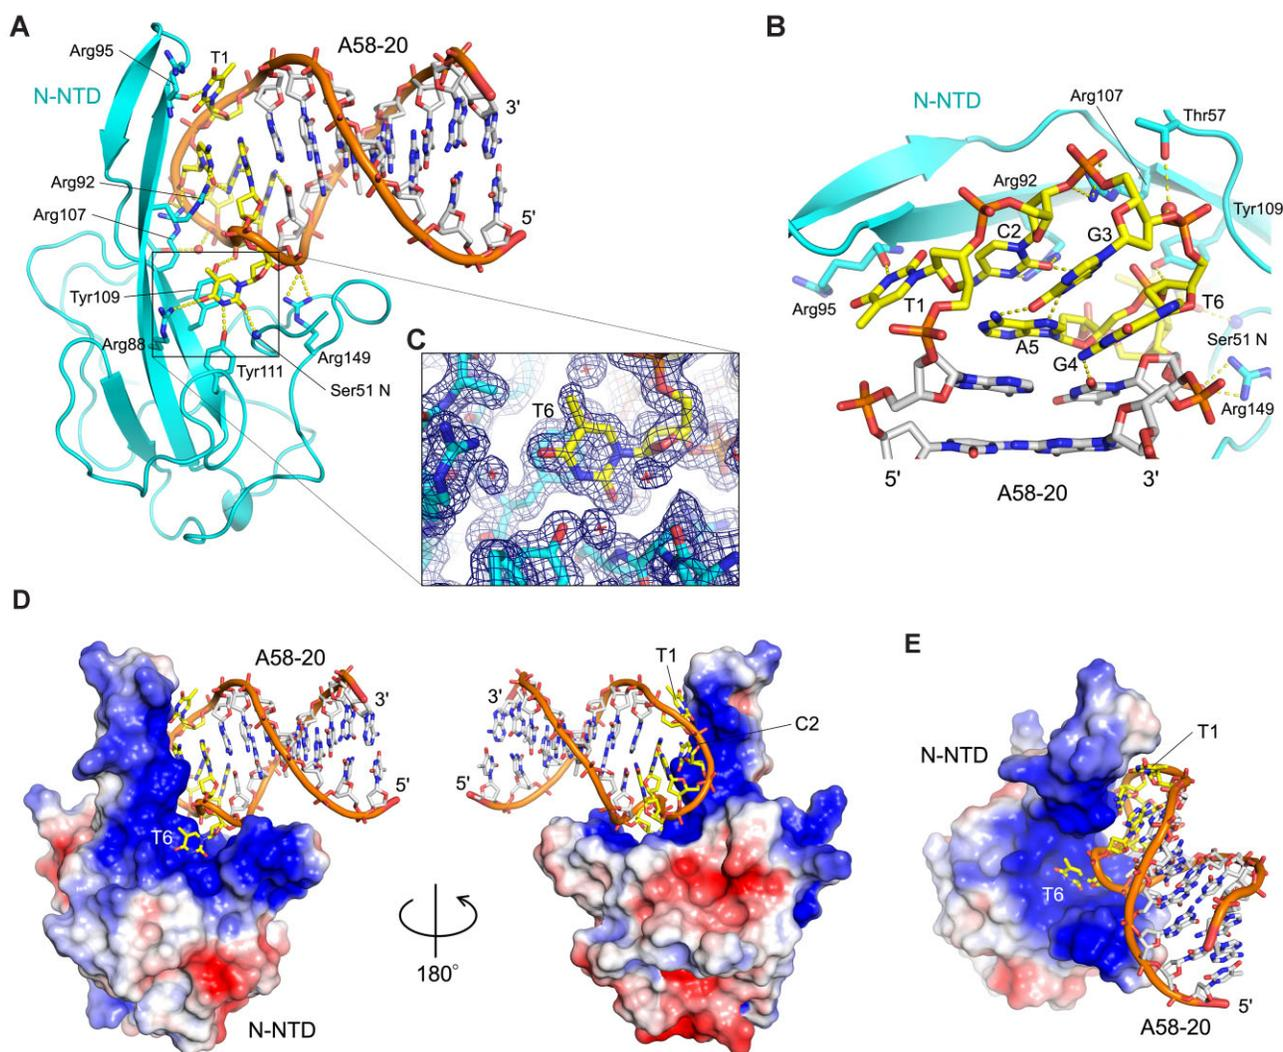 A
Arg95
T1
A58-20
N-NTD
3'
Arg92
Arg107
5'
Tyr109
Arg88
Tyr111
Arg149
Ser51 N
B
N-NTD
Arg107
Thr57
Arg92
Tyr109
C2
G3
Arg95
T1
T6
A5
Ser51 N
G4
Arg149
5'
3'
A58-20
C
T6
D
A58-20
3'
5'
T6
N-NTD
180°
T1
3'
C2
5'
E
T1
N-NTD
T6
5'
A58-20